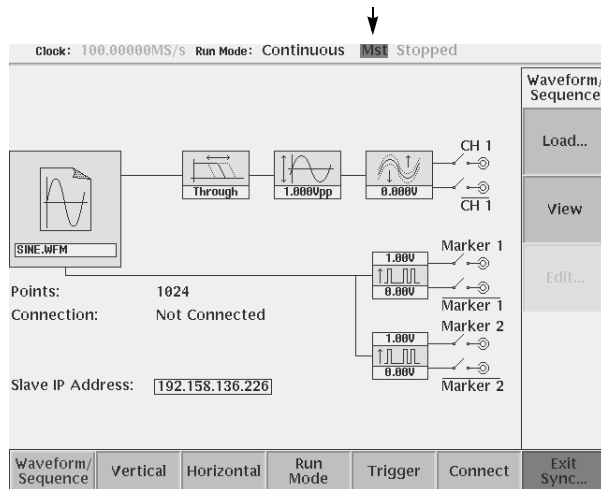 Clock: 100.00000MS/s Run Mode: Continuous Mst Stopped
Waveform/
Sequence
Load...
View
Edit...
CH 1
CH 1
Through
1.000Vpp
0.000V
SINE.WFM
Marker 1
1.00V
0.00V
Marker 1
Points: 1024
Connection: Not Connected
Marker 2
1.00V
0.00V
Marker 2
Slave IP Address: 192.158.136.226
Waveform/
Sequence
Vertical
Horizontal
Run
Mode
Trigger
Connect
Exit
Sync...